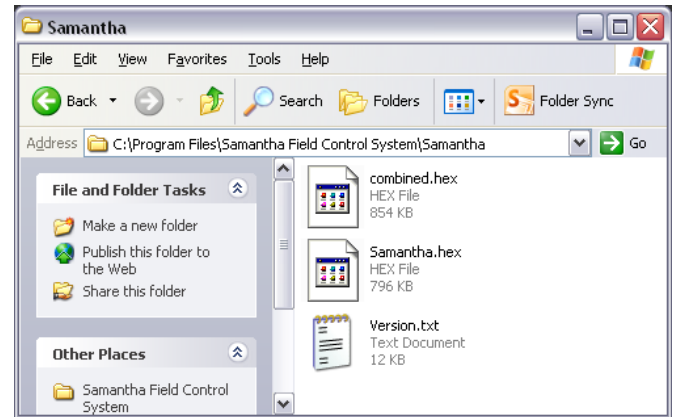 Samantha
File Edit View Favorites Tools Help
Back Search Folders Folder Sync
Address C:\Program Files\Samantha Field Control System\Samantha Go
File and Folder Tasks
Make a new folder
Publish this folder to
the Web
Share this folder
Other Places
Samantha Field Control
System
combined.hex
HEX File
854 KB
Samantha.hex
HEX File
796 KB
Version.txt
Text Document
12 KB